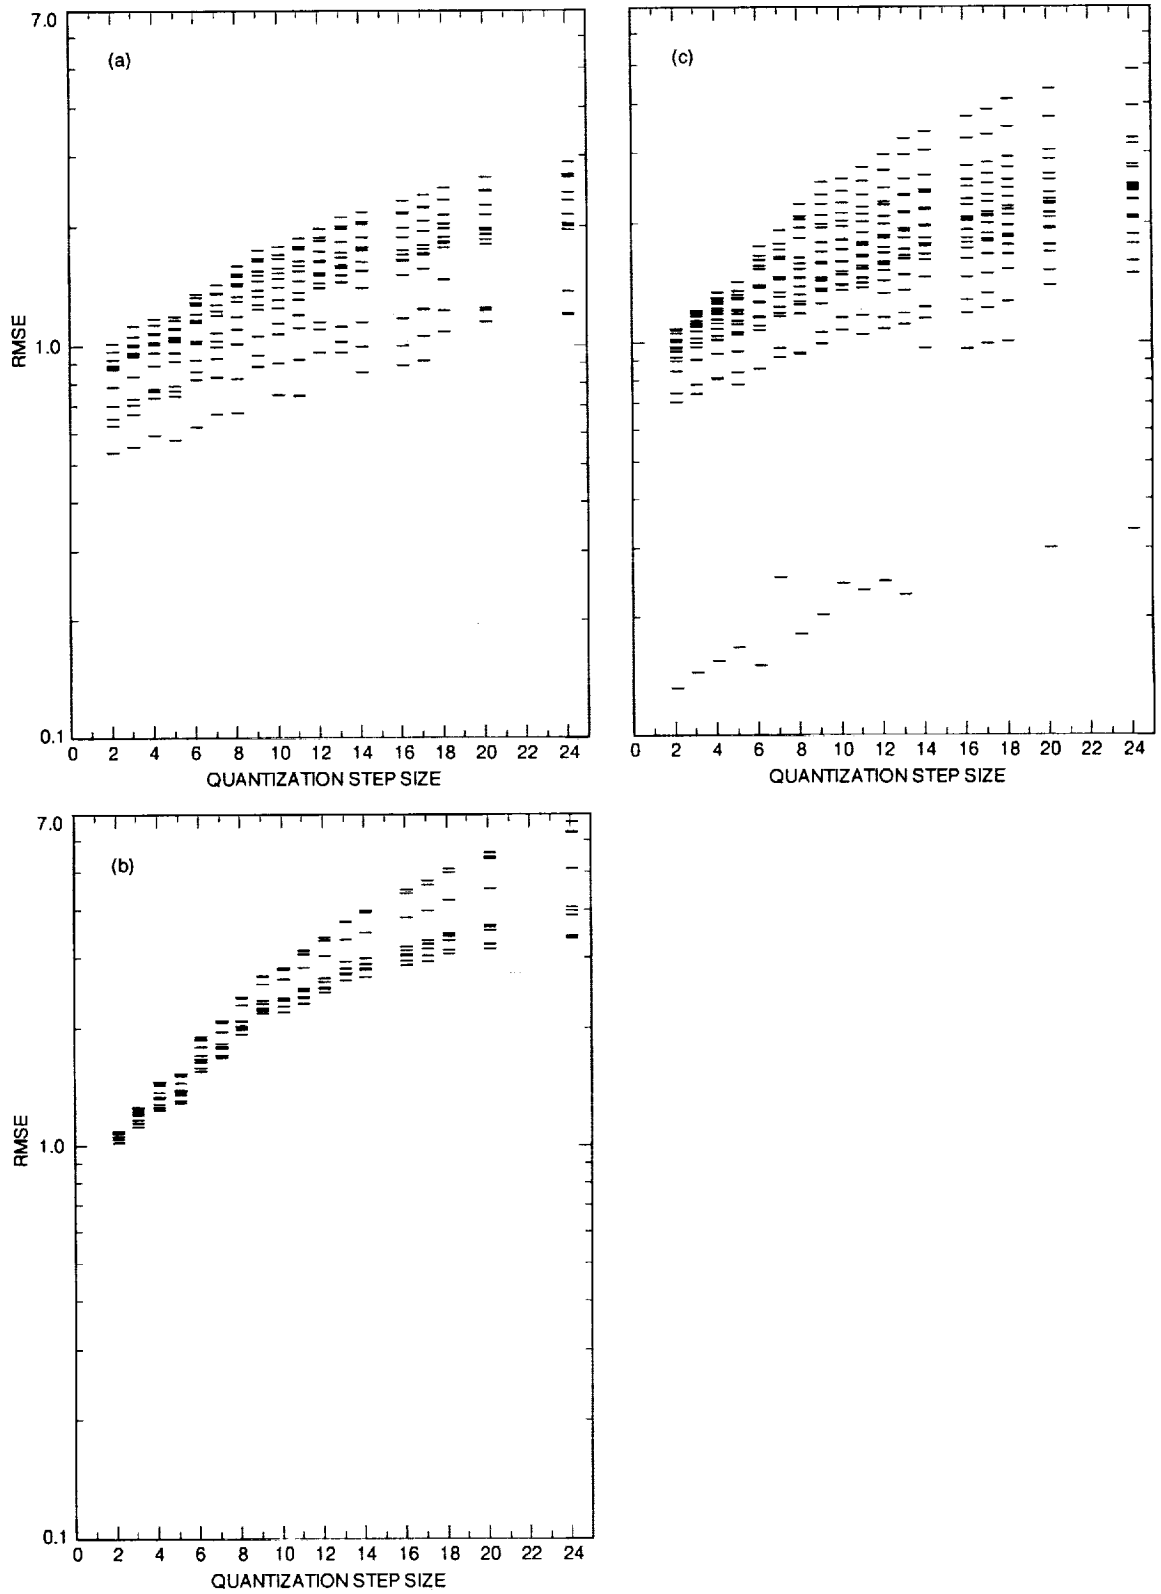 7.0
(a)
RMSE
1.0
0.1
0 2 4 6 8 10 12 14 16 18 20 22 24
QUANTIZATION STEP SIZE
(c)
0 2 4 6 8 10 12 14 16 18 20 22 24
QUANTIZATION STEP SIZE
7.0
(b)
RMSE
1.0
0.1
0 2 4 6 8 10 12 14 16 18 20 22 24
QUANTIZATION STEP SIZE